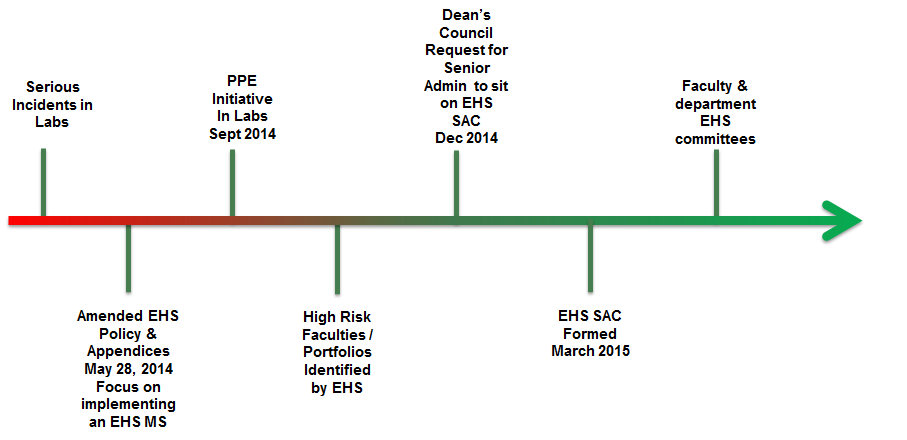 Serious
Incidents in
Labs
Amended EHS
Policy &
Appendices
May 28, 2014
Focus on
implementing
an EHS MS
PPE
Initiative
In Labs
Sept 2014
High Risk
Faculties /
Portfolios
Identified
by EHS
Dean’s
Council
Request for
Senior
Admin to sit
on EHS
SAC
Dec 2014
EHS SAC
Formed
March 2015
Faculty &
department
EHS
committees